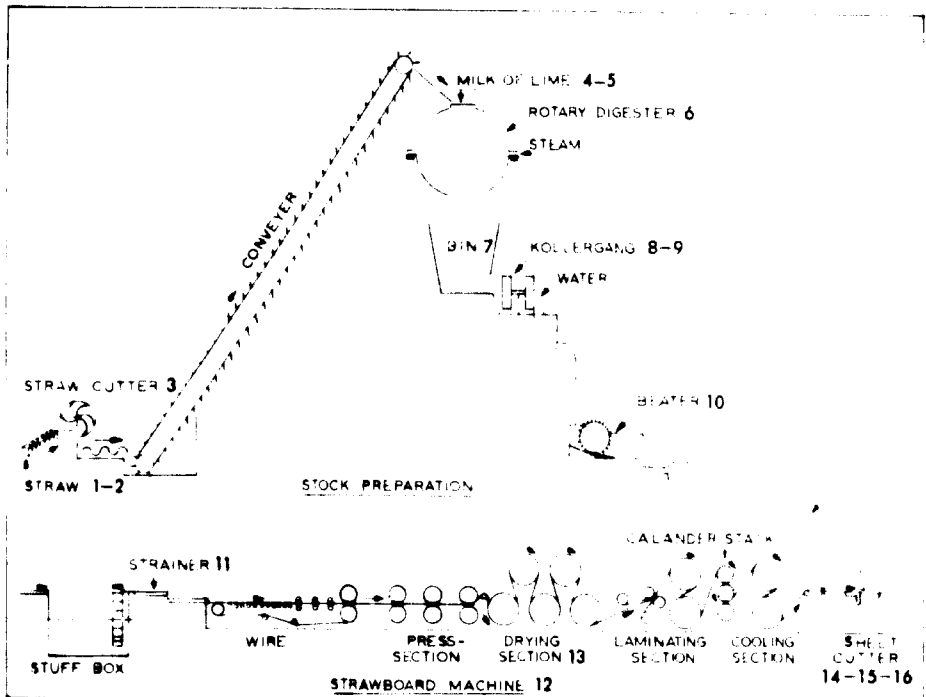 MILK OF LIME 4-5
ROTARY DIGESTER 6
STEAM
CONVEYER
BIN 7
KOLLERGANG 8-9
WATER
STRAW CUTTER 3
BEATER 10
STRAW 1-2
STOCK PREPARATION
CALANDER STACK
STRAINER 11
WIRE
PRESS-
SECTION
DRYING
SECTION 13
LAMINATING
SECTION
COOLING
SECTION
SHEET
CUTTER
14-15-16
STUFF BOX
STRAWBOARD MACHINE 12